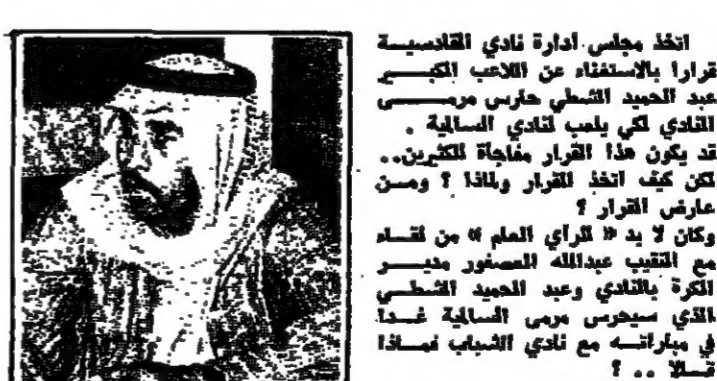 اتخذ مجلس ادارة نادي القادسية
قرارا بالاستغناء عن اللاعب الكبير
عبد الحميد الشطي حارس مرمى
النادي لكي يلعب لنادي السالمية .
قد يكون هذا القرار مفاجأة للكثيرين..
لكن كيف اتخذ القرار ولماذا ؟ ومن
عارض القرار ؟
وكان لا بد « للرأي العام » من لقاء
مع النقيب عبدالله العصفور مدير
الكرة بالنادي وعبد الحميد الشطي
الذي سيحرس مرمى السالمية غدا
في مباراته مع نادي الشباب فماذا
قالا .. ؟